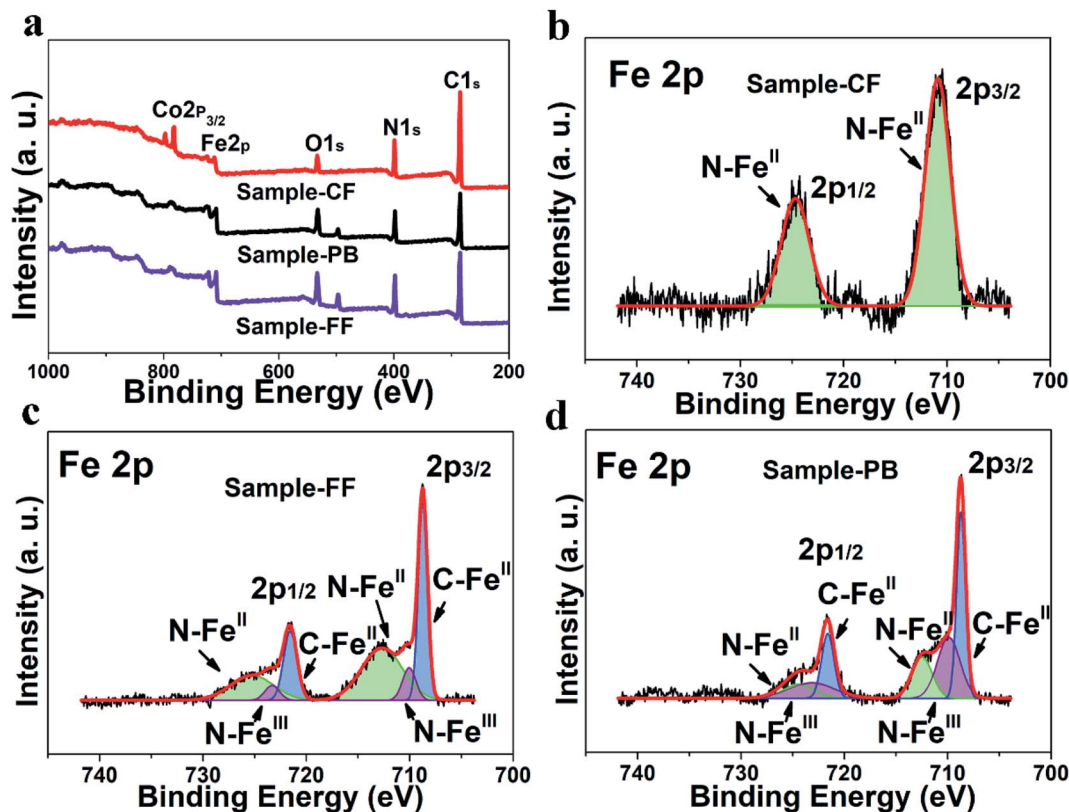 a
Intensity (a. u.)
Co2P3/2
Fe2p
O1s
N1s
C1s
Sample-CF
Sample-PB
Sample-FF
1000 800 600 400 200
Binding Energy (eV)
b
Intensity (a. u.)
Fe 2p
Sample-CF
2p3/2
N-FeII
N-FeII
2p1/2
740 730 720 710 700
Binding Energy (eV)
c
Intensity (a. u.)
Fe 2p
2p3/2
Sample-FF
2p1/2
N-FeII
C-FeII
N-FeII
C-FeII
N-FeIII
N-FeIII
740 730 720 710 700
Binding Energy (eV)
d
Intensity (a. u.)
Fe 2p
Sample-PB
2p3/2
2p1/2
C-FeII
N-FeII
N-FeII
C-FeII
N-FeIII
N-FeIII
740 730 720 710 700
Binding Energy (eV)